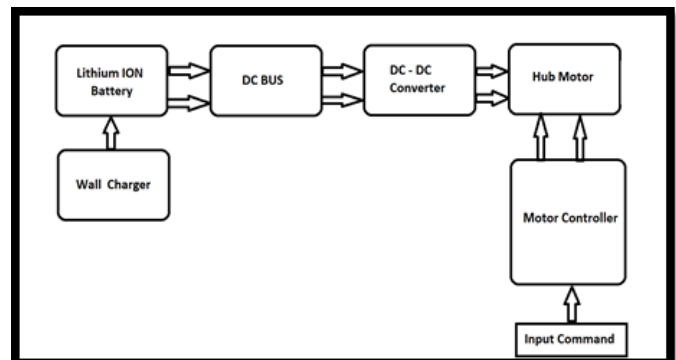 Lithium ION
Battery
DC BUS
DC - DC
Converter
Hub Motor
Wall Charger
Motor Controller
Input Command